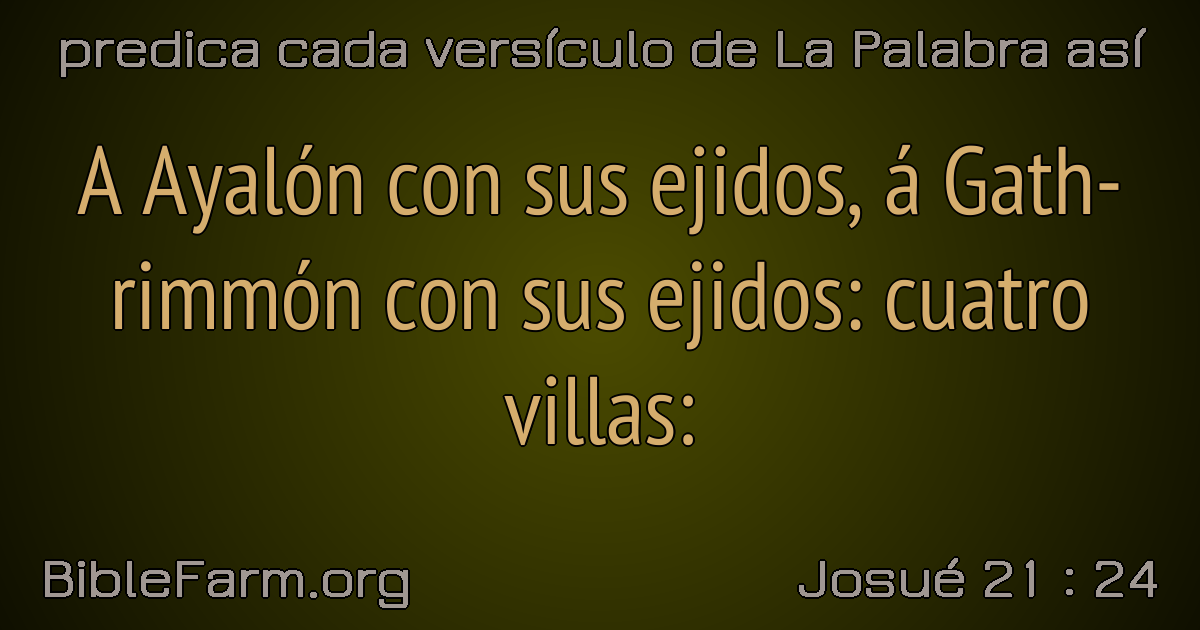 predica cada versículo de La Palabra así
A Ayalón con sus ejidos, á Gath-
rimmón con sus ejidos: cuatro
villas:
BibleFarm.org
Josué 21 : 24